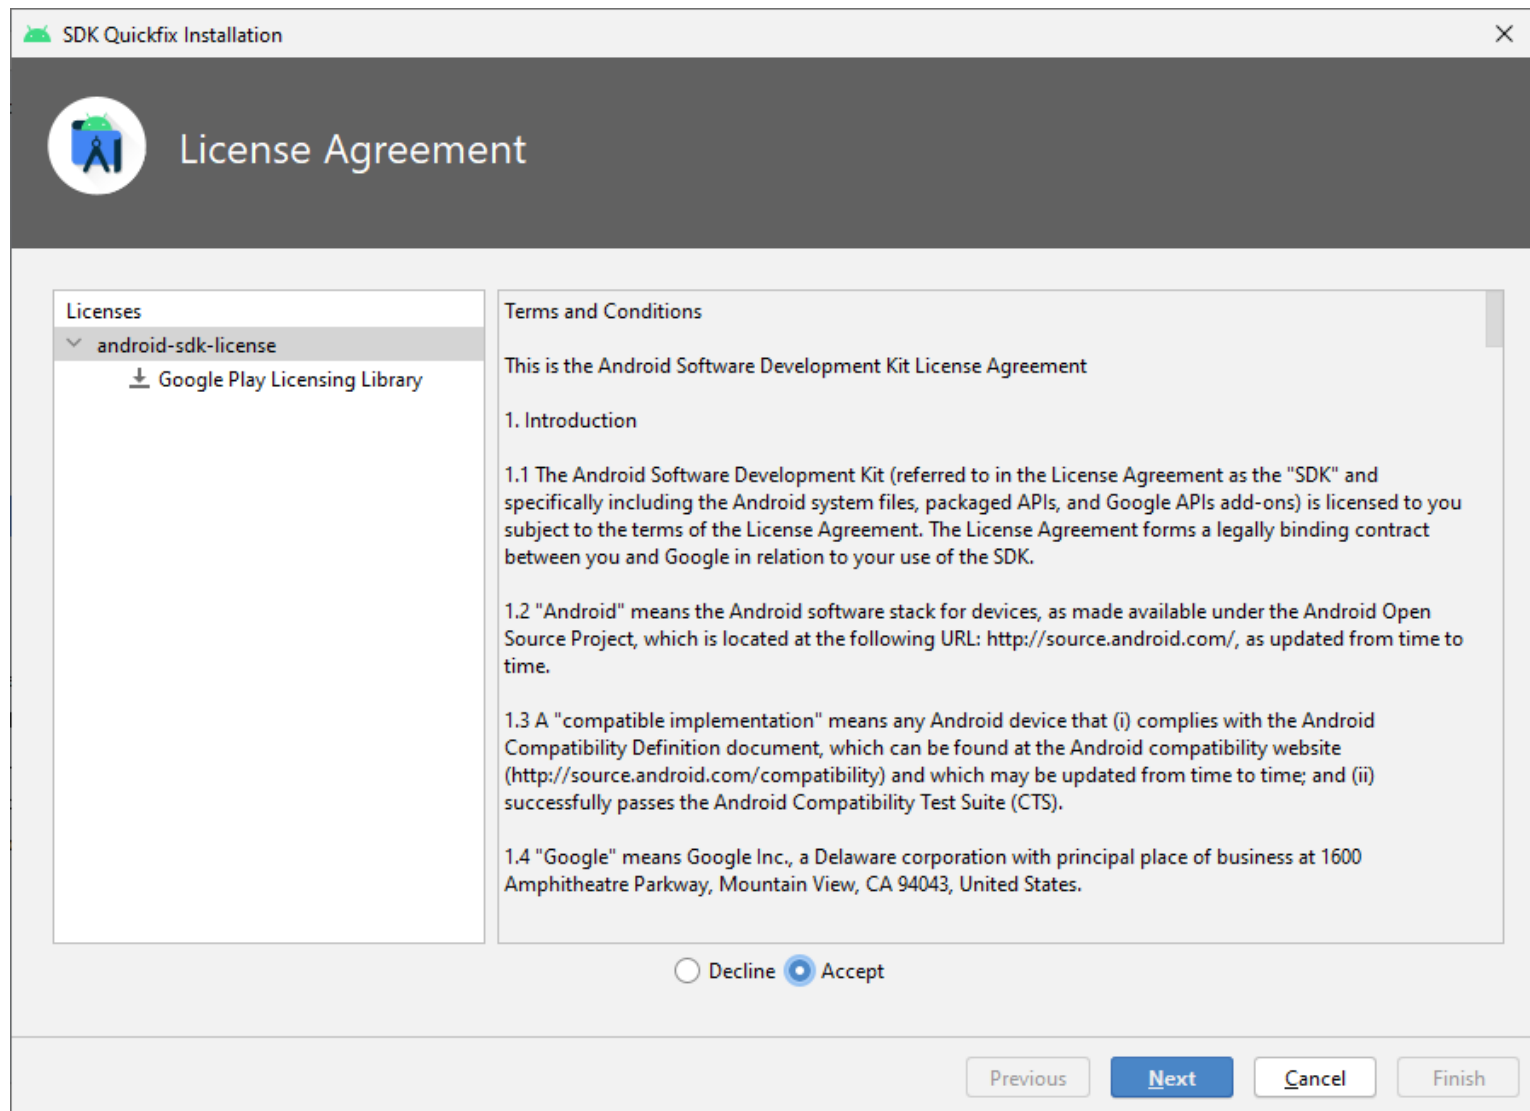 SDK Quickfix Installation
License Agreement
Licenses
android-sdk-license
Google Play Licensing Library
Terms and Conditions
This is the Android Software Development Kit License Agreement
1. Introduction
1.1 The Android Software Development Kit (referred to in the License Agreement as the "SDK" and
specifically including the Android system files, packaged APIs, and Google APIs add-ons) is licensed to you
subject to the terms of the License Agreement. The License Agreement forms a legally binding contract
between you and Google in relation to your use of the SDK.
1.2 "Android" means the Android software stack for devices, as made available under the Android Open
Source Project, which is located at the following URL: http://source.android.com/, as updated from time to
time.
1.3 A "compatible implementation" means any Android device that (i) complies with the Android
Compatibility Definition document, which can be found at the Android compatibility website
(http://source.android.com/compatibility) and which may be updated from time to time; and (ii)
successfully passes the Android Compatibility Test Suite (CTS).
1.4 "Google" means Google Inc., a Delaware corporation with principal place of business at 1600
Amphitheatre Parkway, Mountain View, CA 94043, United States.
Decline Accept
Previous Next Cancel Finish